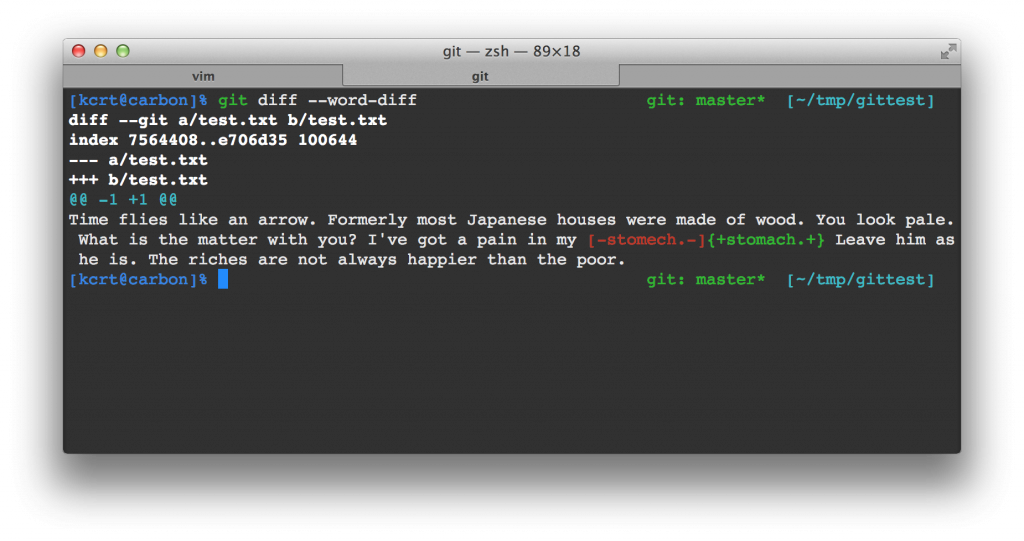 git — zsh — 89×18
vim git
[kcrt@carbon]% git diff --word-diff git: master* [~/tmp/gittest]
diff --git a/test.txt b/test.txt
index 7564408..e706d35 100644
--- a/test.txt
+++ b/test.txt
@@ -1 +1 @@
Time flies like an arrow. Formerly most Japanese houses were made of wood. You look pale.
What is the matter with you? I've got a pain in my [-stomech.-]{+stomach.+} Leave him as
he is. The riches are not always happier than the poor.
[kcrt@carbon]% git: master* [~/tmp/gittest]